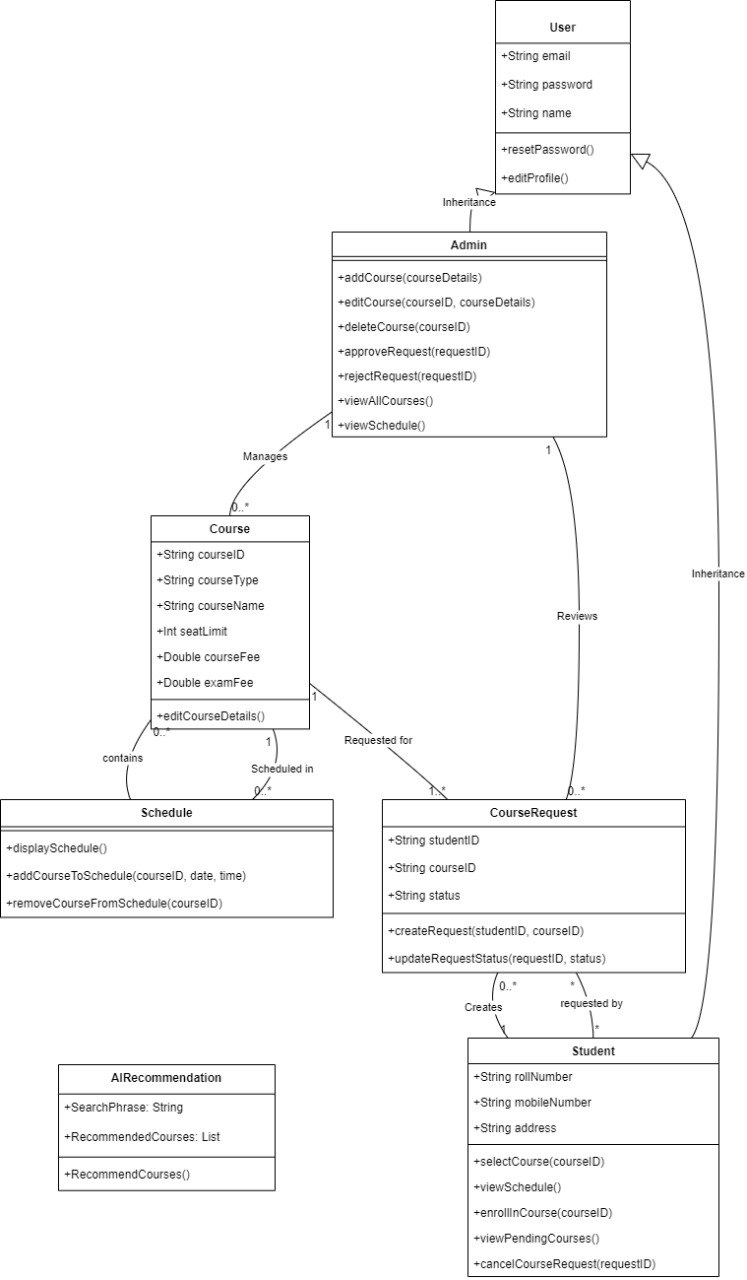 User
+String email
+String password
+String name
+resetPassword()
+editProfile()
Inheritance
Admin
+addCourse(courseDetails)
+editCourse(courseID, courseDetails)
+deleteCourse(courseID)
+approveRequest(requestID)
+rejectRequest(requestID)
+viewAllCourses()
+viewSchedule()
1
1
Manages
0..*
Course
+String courseID
+String courseType
+String courseName
+Int seatLimit
+Double courseFee
+Double examFee
+editCourseDetails()
Inheritance
Reviews
1
0..*
1
contains
Scheduled in
Requested for
0..*
1..*
0..*
Schedule
+displaySchedule()
+addCourseToSchedule(courseID, date, time)
+removeCourseFromSchedule(courseID)
CourseRequest
+String studentID
+String courseID
+String status
+createRequest(studentID, courseID)
+updateRequestStatus(requestID, status)
0..*
*
Creates
requested by
1
*
Student
+String rollNumber
+String mobileNumber
+String address
+selectCourse(courseID)
+viewSchedule()
+enrollInCourse(courseID)
+viewPendingCourses()
+cancelCourseRequest(requestID)
AIRecommendation
+SearchPhrase: String
+RecommendedCourses: List
+RecommendCourses()